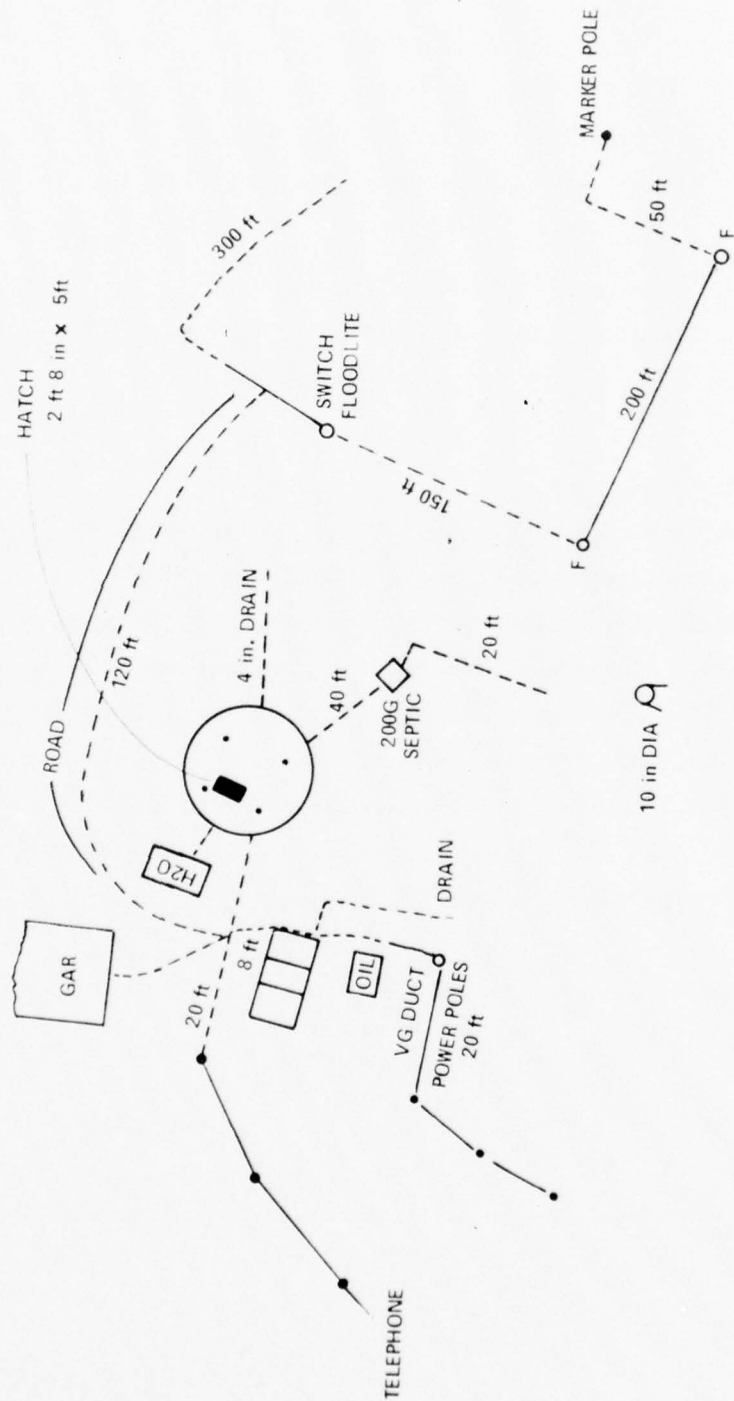 HATCH
2 ft 8 in x 5ft
300 ft
ROAD
120 ft
SWITCH
FLOODLITE
MARKER POLE
50 ft
GAR
H2O
4 in. DRAIN
150 ft
200 ft
F
F
20 ft
8 ft
40 ft
200G
SEPTIC
20 ft
OIL
DRAIN
VG DUCT
POWER POLES
20 ft
TELEPHONE
10 in DIA